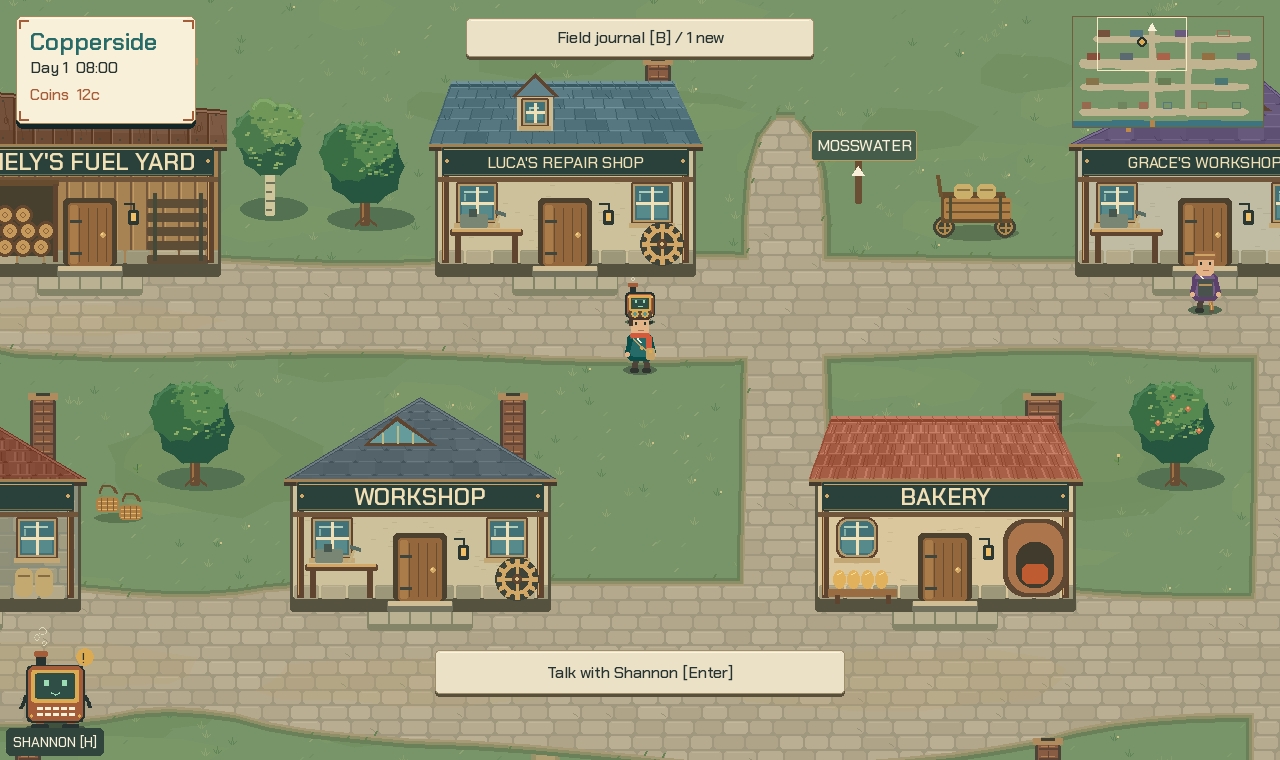 Copperside
Day 1 08:00
Coins 12c
Field journal [B] / 1 new
MOSSWATER
FUEL YARD
LUCA'S REPAIR SHOP
GRACE'S WORKSHOP
WORKSHOP
BAKERY
!
Talk with Shannon [Enter]
SHANNON [H]